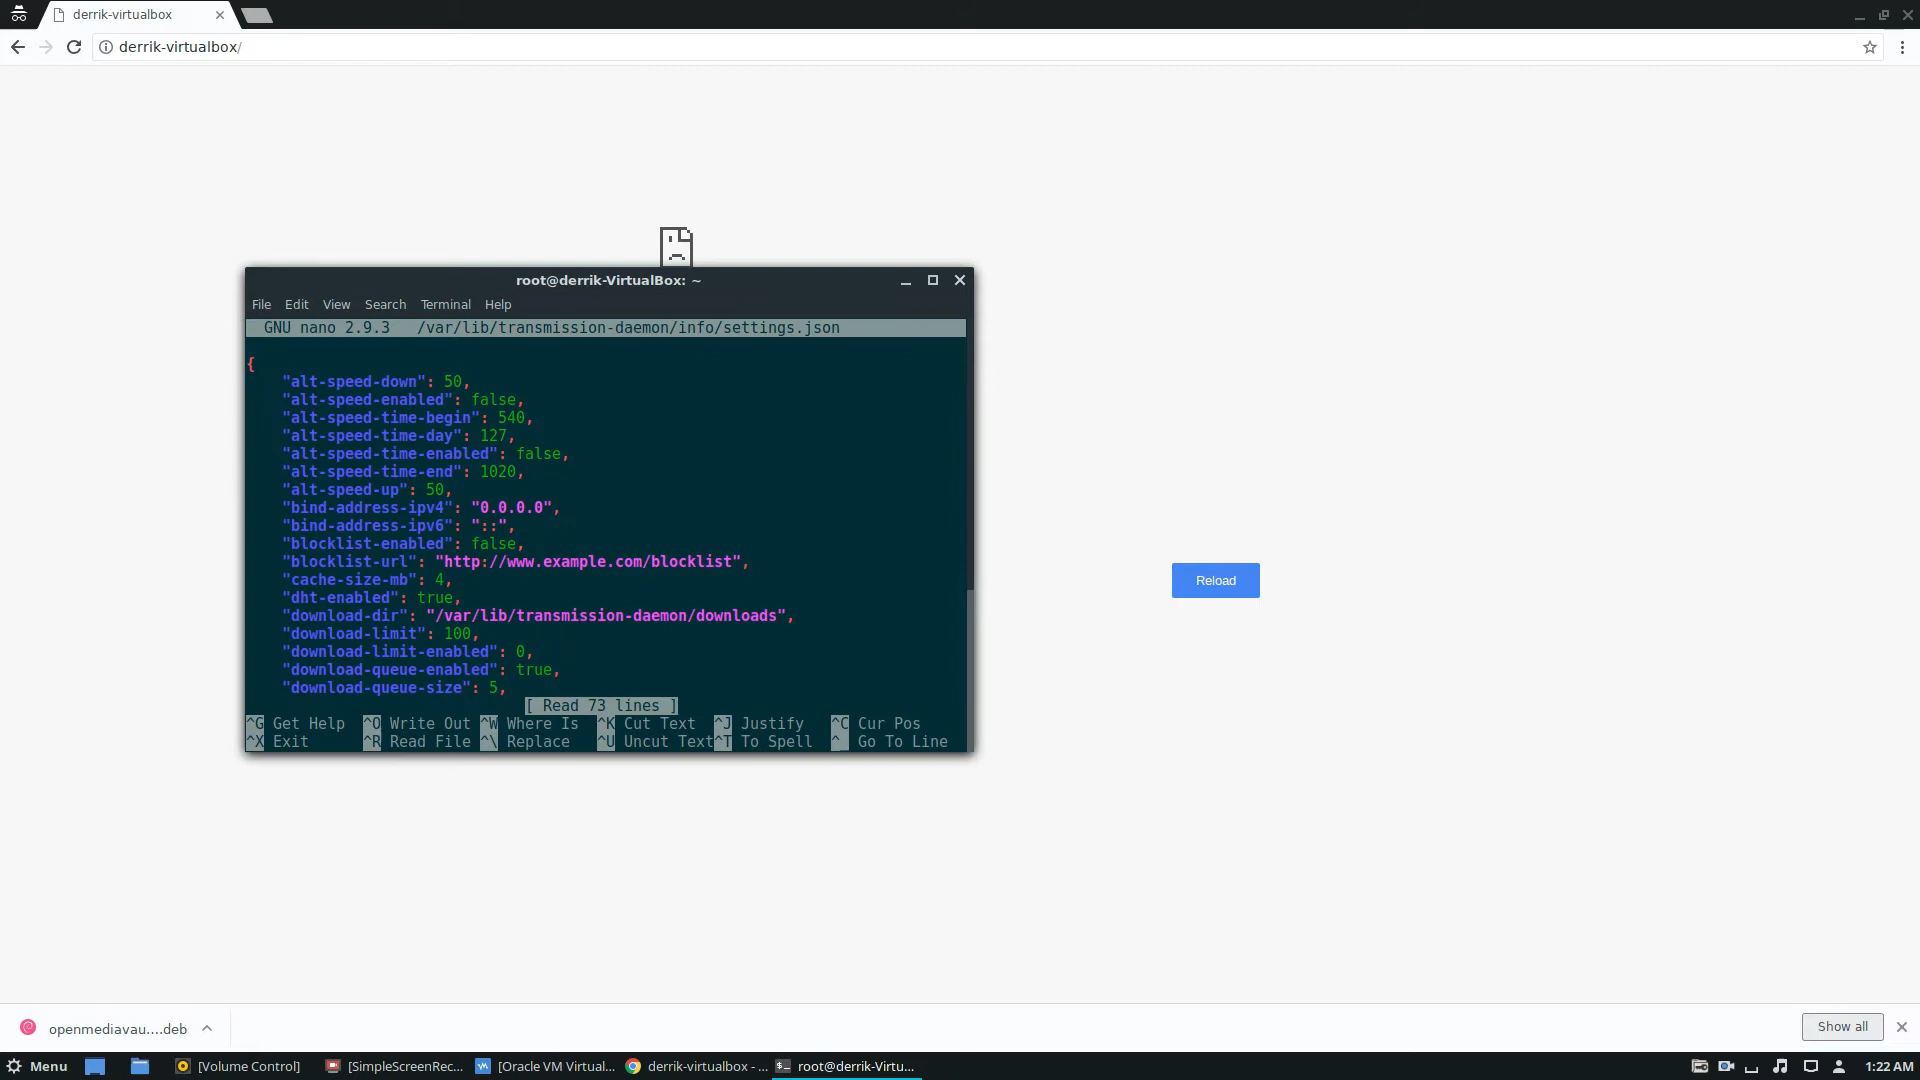 derrik-virtualbox
derrik-virtualbox/
root@derrik-VirtualBox: ~
File Edit View Search Terminal Help
GNU nano 2.9.3 /var/lib/transmission-daemon/info/settings.json
{
"alt-speed-down": 50,
"alt-speed-enabled": false,
"alt-speed-time-begin": 540,
"alt-speed-time-day": 127,
"alt-speed-time-enabled": false,
"alt-speed-time-end": 1020,
"alt-speed-up": 50,
"bind-address-ipv4": "0.0.0.0",
"bind-address-ipv6": "::",
"blocklist-enabled": false,
"blocklist-url": "http://www.example.com/blocklist",
"cache-size-mb": 4,
"dht-enabled": true,
"download-dir": "/var/lib/transmission-daemon/downloads",
"download-limit": 100,
"download-limit-enabled": 0,
"download-queue-enabled": true,
"download-queue-size": 5,
[ Read 73 lines ]
^G Get Help ^O Write Out ^W Where Is ^K Cut Text ^J Justify ^C Cur Pos
^X Exit ^R Read File ^\ Replace ^U Uncut Text ^T To Spell ^_ Go To Line
Reload
openmediavau....deb
Show all
Menu [Volume Control] [SimpleScreenRec... [Oracle VM Virtual... derrik-virtualbox - ... root@derrik-Virtu... 1:22 AM